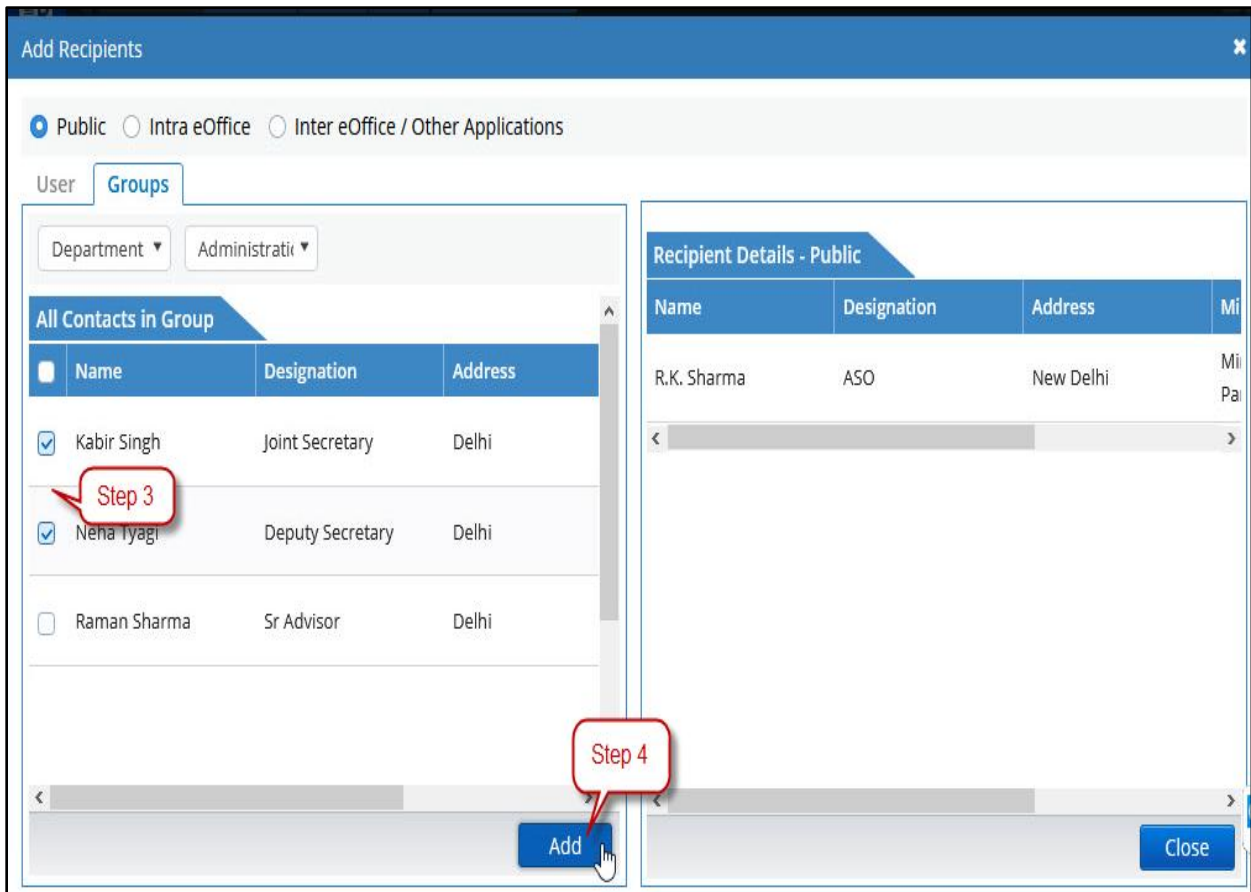 Add Recipients
Public Intra eOffice Inter eOffice / Other Applications
User Groups
Department Administratic
All Contacts in Group
Name Designation Address
Kabir Singh Joint Secretary Delhi
Step 3
Neha Tyagi Deputy Secretary Delhi
Raman Sharma Sr Advisor Delhi
Step 4
Add
Recipient Details - Public
Name Designation Address Mi
R.K. Sharma ASO New Delhi
Close